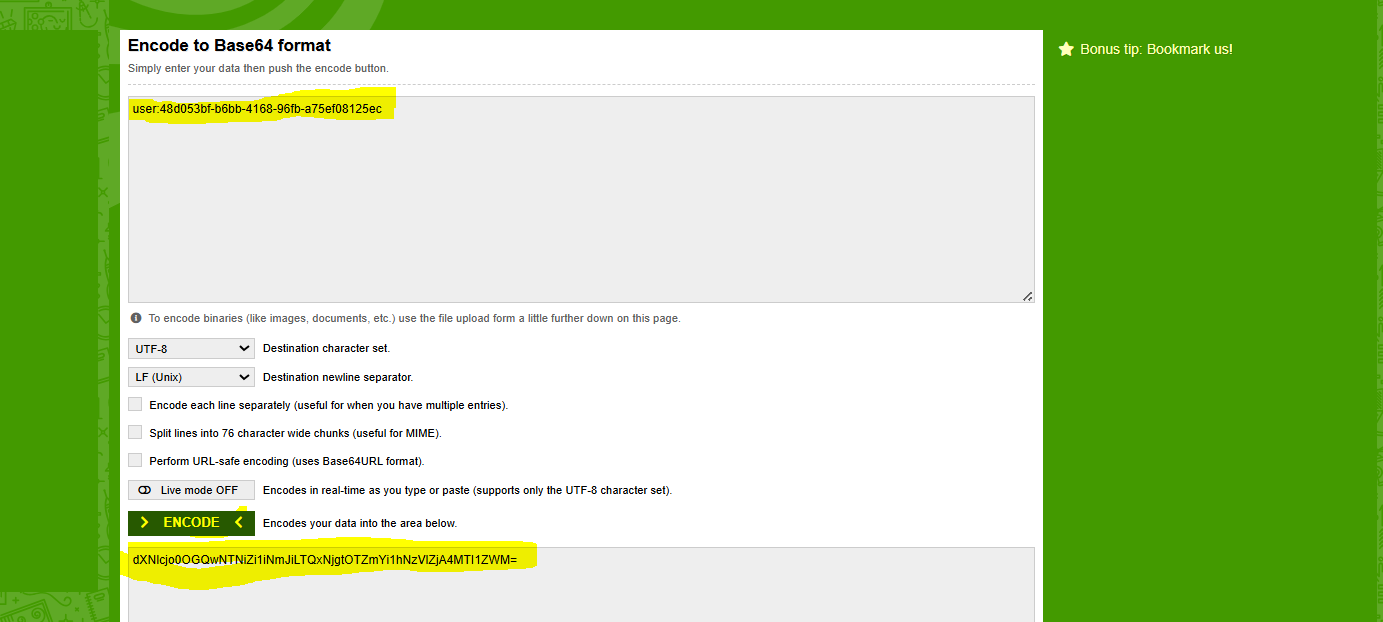 Encode to Base64 format
Simply enter your data then push the encode button.
user:48d053bf-b6bb-4168-96fb-a75ef08125ec
To encode binaries (like images, documents, etc.) use the file upload form a little further down on this page.
UTF-8 Destination character set.
LF (Unix) Destination newline separator.
Encode each line separately (useful for when you have multiple entries).
Split lines into 76 character wide chunks (useful for MIME).
Perform URL-safe encoding (uses Base64URL format).
Live mode OFF Encodes in real-time as you type or paste (supports only the UTF-8 character set).
> ENCODE < Encodes your data into the area below.
dXNlcjo0OGQwNTNiZi1iNmJiLTQxNjgtOTZmYi1hNzVlZjA4MTI1ZWM=
Bonus tip: Bookmark us!